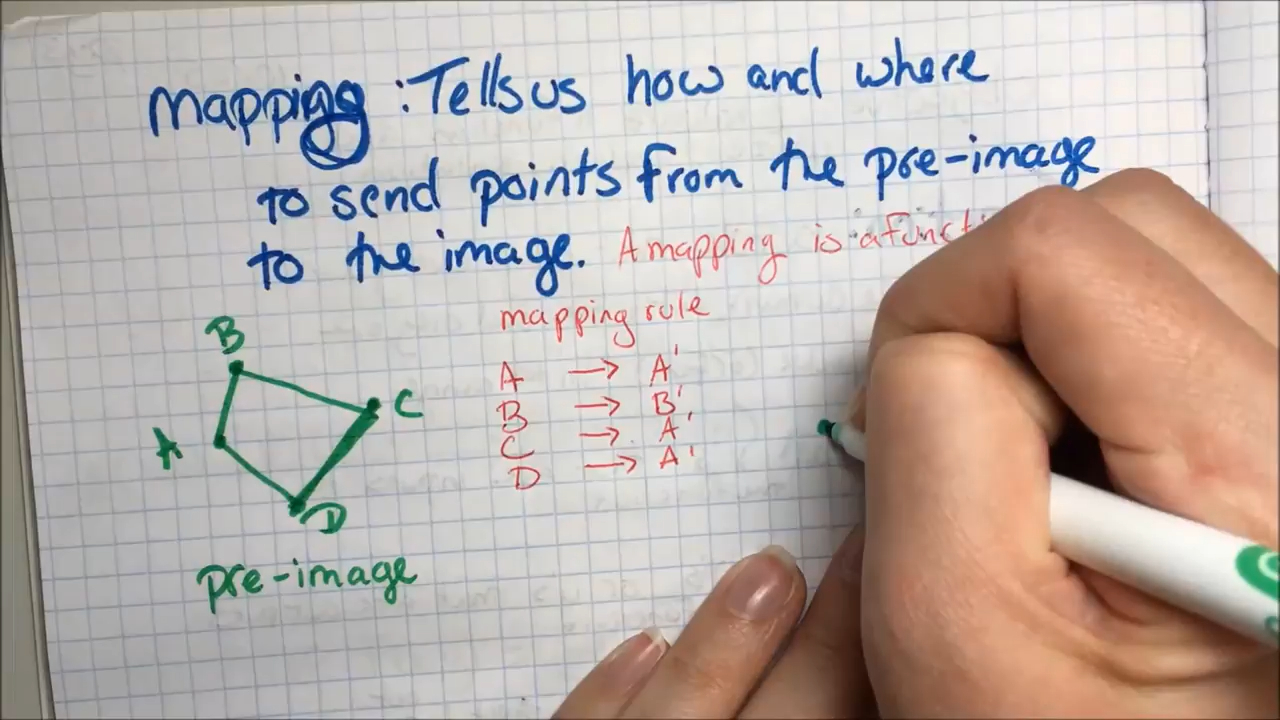 mapping : Tells us how and where
to send points from the pre-image
to the image. A mapping is a funct
mapping rule
A → A'
B → B'
C → A'
D → A'
B
C
A
D
pre-image